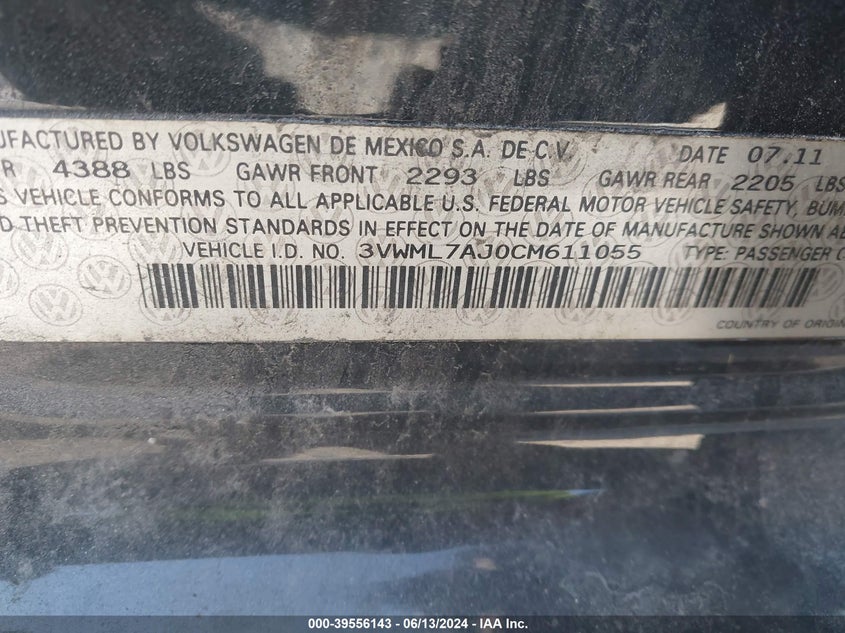 UFACTURED BY VOLKSWAGEN DE MEXICO S.A. DE C.V. DATE 07.11
R 4388 LBS GAWR FRONT 2293 LBS GAWR REAR 2205 LBS
S VEHICLE CONFORMS TO ALL APPLICABLE U.S. FEDERAL MOTOR VEHICLE SAFETY, BUM
D THEFT PREVENTION STANDARDS IN EFFECT ON THE DATE OF MANUFACTURE SHOWN AB
VEHICLE I.D. NO. 3VWML7AJ0CM611055 TYPE: PASSENGER C
COUNTRY OF ORIGIN
000-39556143 - 06/13/2024 - IAA Inc.